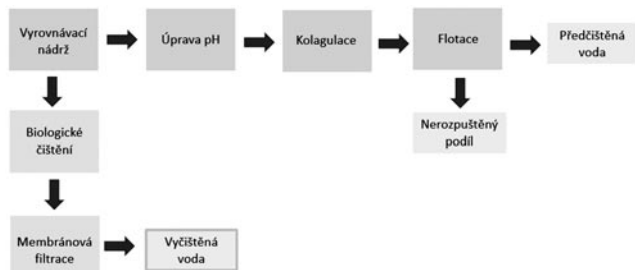 Vyrovnávací
nádrž
Úprava pH
Kolagulace
Flotace
Předčištěná
voda
Biologické
čištění
Nerozpuštěný
podíl
Membránová
filtrace
Vyčištěná
voda